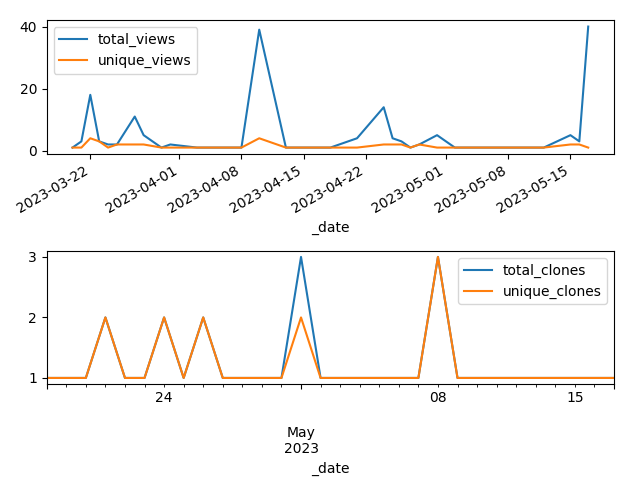 40
20
0
total_views
unique_views
2023-03-22
2023-04-01
2023-04-08
2023-04-15
2023-04-22
2023-05-01
2023-05-08
2023-05-15
_date
3
2
1
total_clones
unique_clones
24
08
15
May
2023
_date